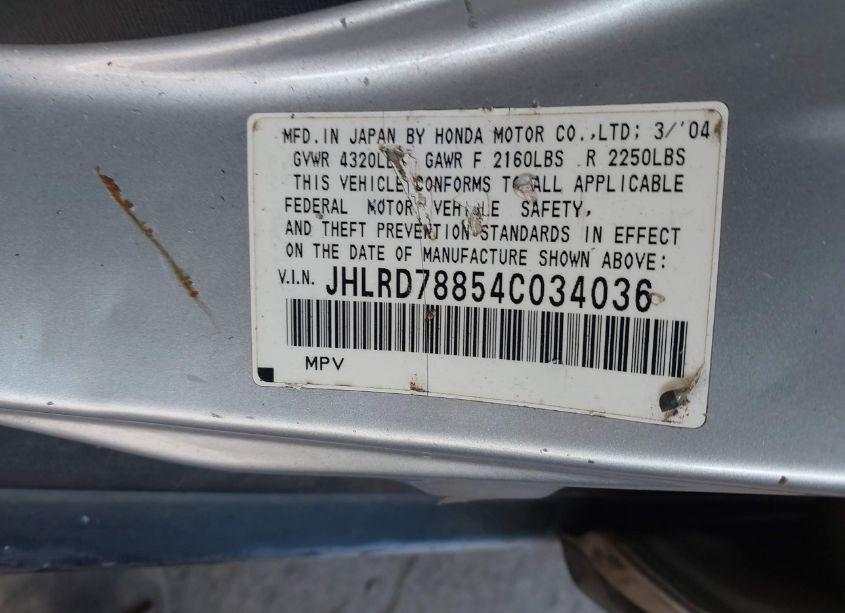 MFD. IN JAPAN BY HONDA MOTOR CO., LTD; 3/'04
GVWR 4320LBS GAWR F 2160LBS R 2250LBS
THIS VEHICLE CONFORMS TO ALL APPLICABLE
FEDERAL MOTOR VEHICLE SAFETY,
AND THEFT PREVENTION STANDARDS IN EFFECT
ON THE DATE OF MANUFACTURE SHOWN ABOVE:
V.I.N. JHLRD78854C034036
MPV